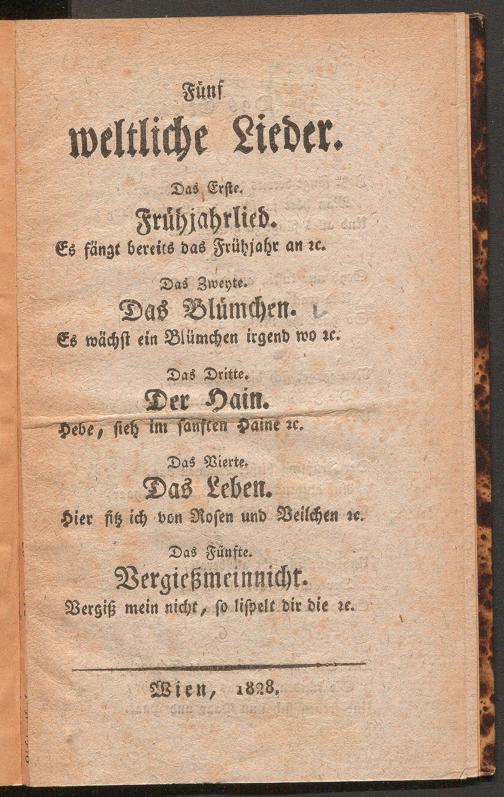 Fünf
weltliche Lieder.
Das Erste.
Frühjahrlied.
Es fängt bereits das Frühjahr an ꝛc.
Das Zweyte.
Das Blümchen.
Es wächst ein Blümchen irgend wo ꝛc.
Das Dritte.
Der Hain.
Hebe, sieh im sanften Haine ꝛc.
Das Vierte.
Das Leben.
Hier sitz ich von Rosen und Veilchen ꝛc.
Das Fünfte.
Vergießmeinnicht.
Vergiß mein nicht, so lispelt dir die ꝛc.
Wien, 1828.